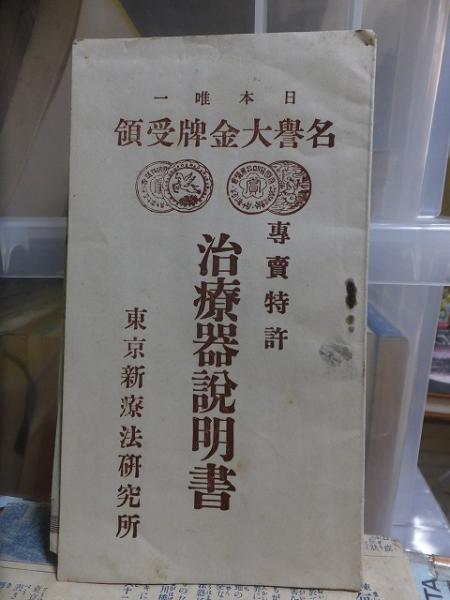 日本唯一
名譽大金牌受領
專賣特許
治療器說明書
東京新療法研究所